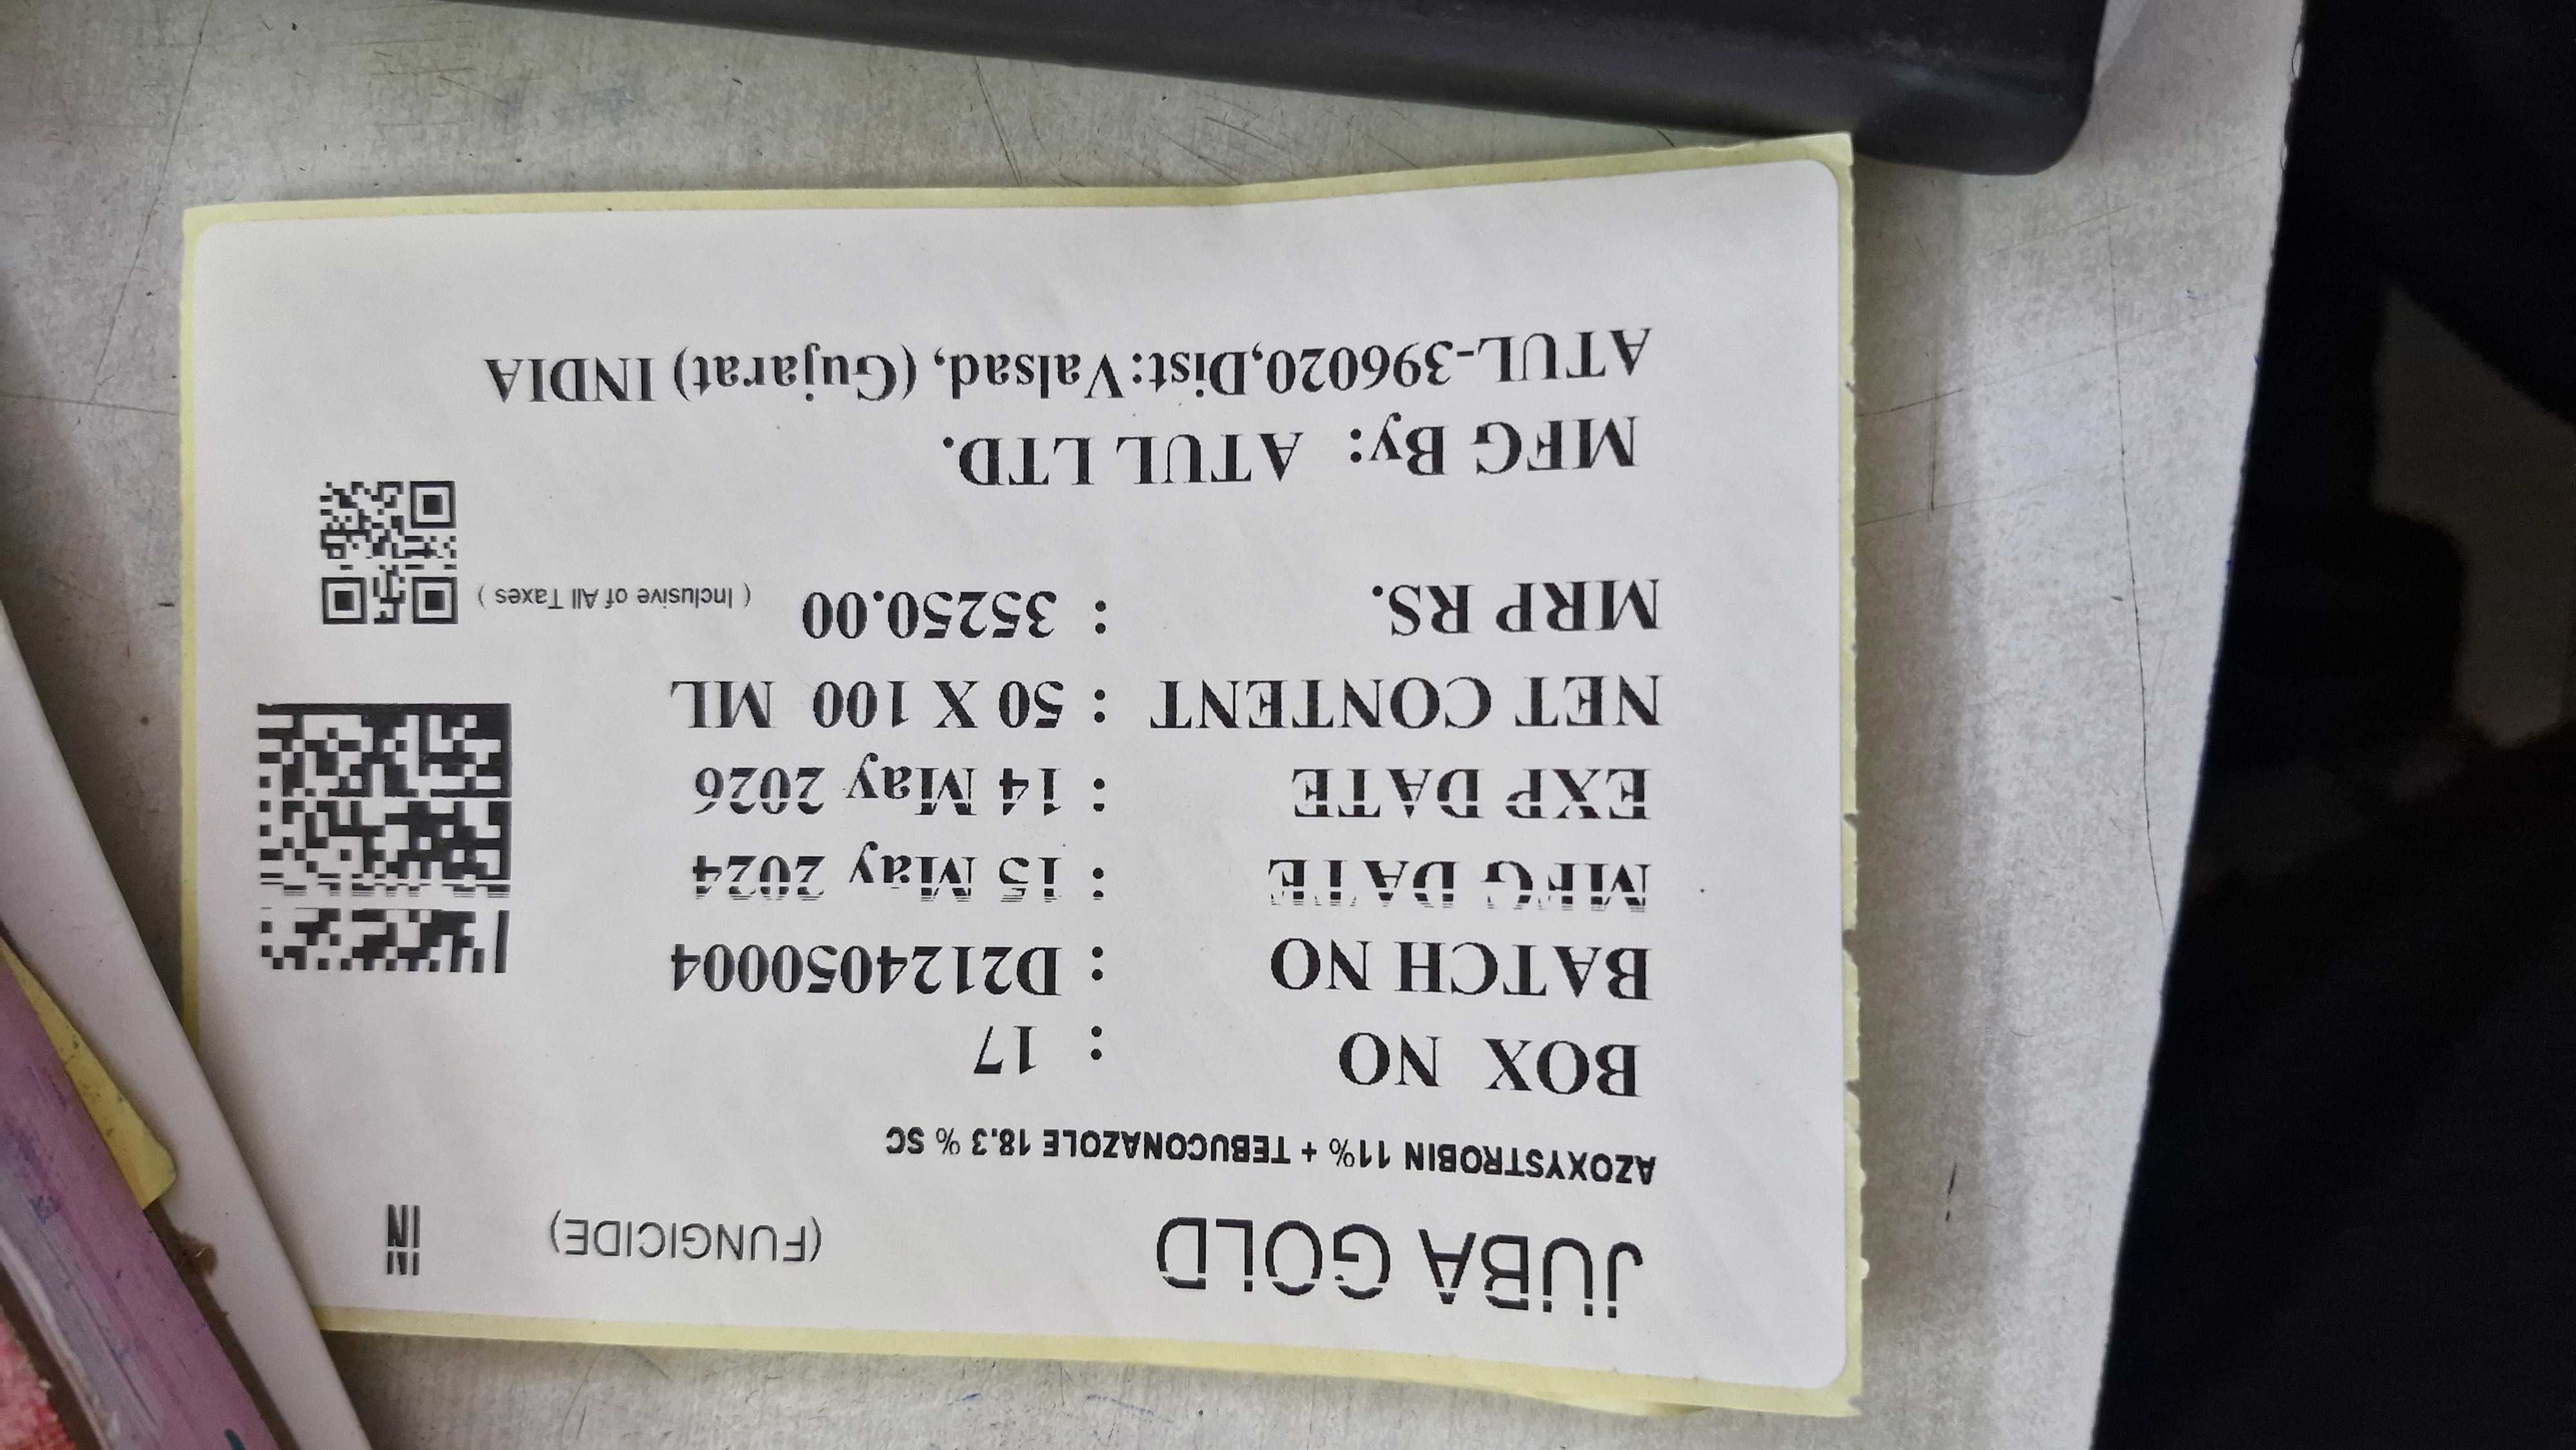 JUBA GOLD (FUNGICIDE) IN IN
AZOXYSTROBIN 11% + TEBUCONAZOLE 18.3 % SC
BOX NO : 17
BATCH NO : D2124050004
MFG DATE : 15 May 2024
EXP DATE : 14 May 2026
NET CONTENT : 50 X 100 ML
MRP RS. : 35250.00 ( Inclusive of All Taxes )
MFG By: ATUL LTD.
ATUL-396020,Dist:Valsad, (Gujarat) INDIA